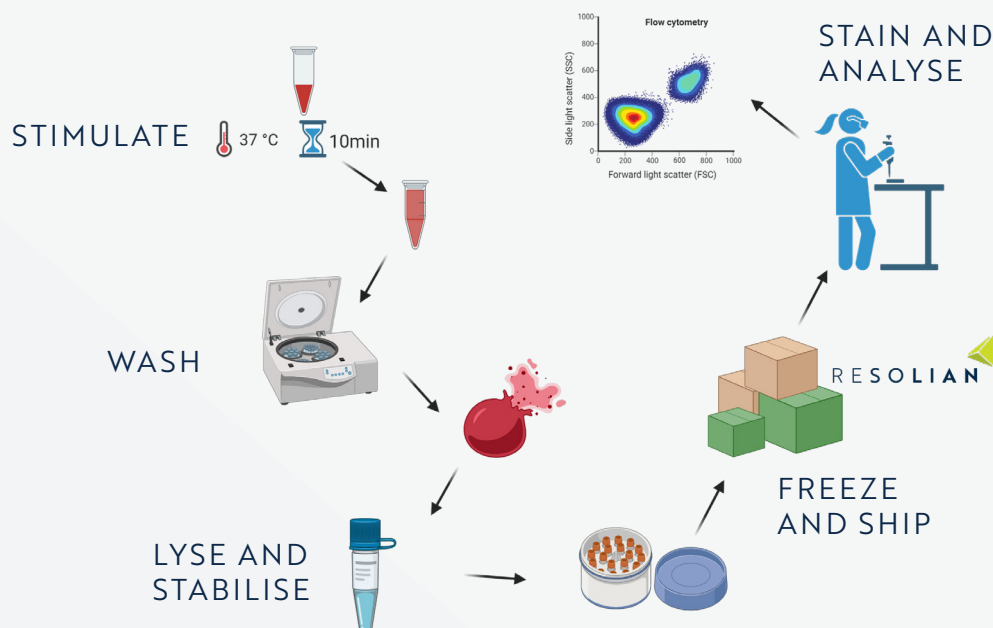 STIMULATE
37 °C
10min
WASH
LYSE AND
STABILISE
FREEZE
AND SHIP
RESOLIAN
STAIN AND
ANALYSE
Flow cytometry
Side light scatter (SSC)
1000
800
600
400
200
0
0 200 400 600 800 1000
Forward light scatter (FSC)